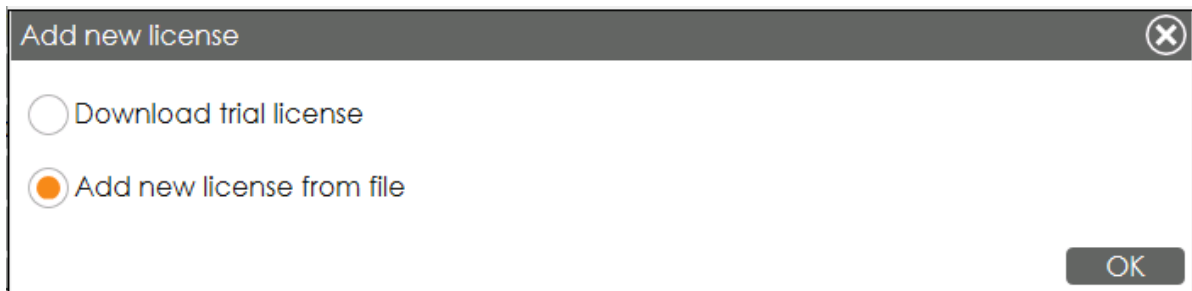 Add new license
Download trial license
Add new license from file
OK